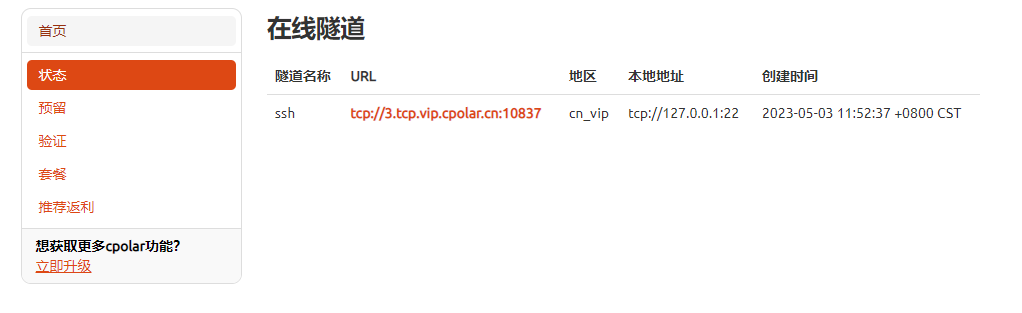 首页
状态
预留
验证
套餐
推荐返利
想获取更多cpolar功能?
立即升级
在线隧道
隧道名称 URL 地区 本地地址 创建时间
ssh tcp://3.tcp.vip.cpolar.cn:10837 cn_vip tcp://127.0.0.1:22 2023-05-03 11:52:37 +0800 CST